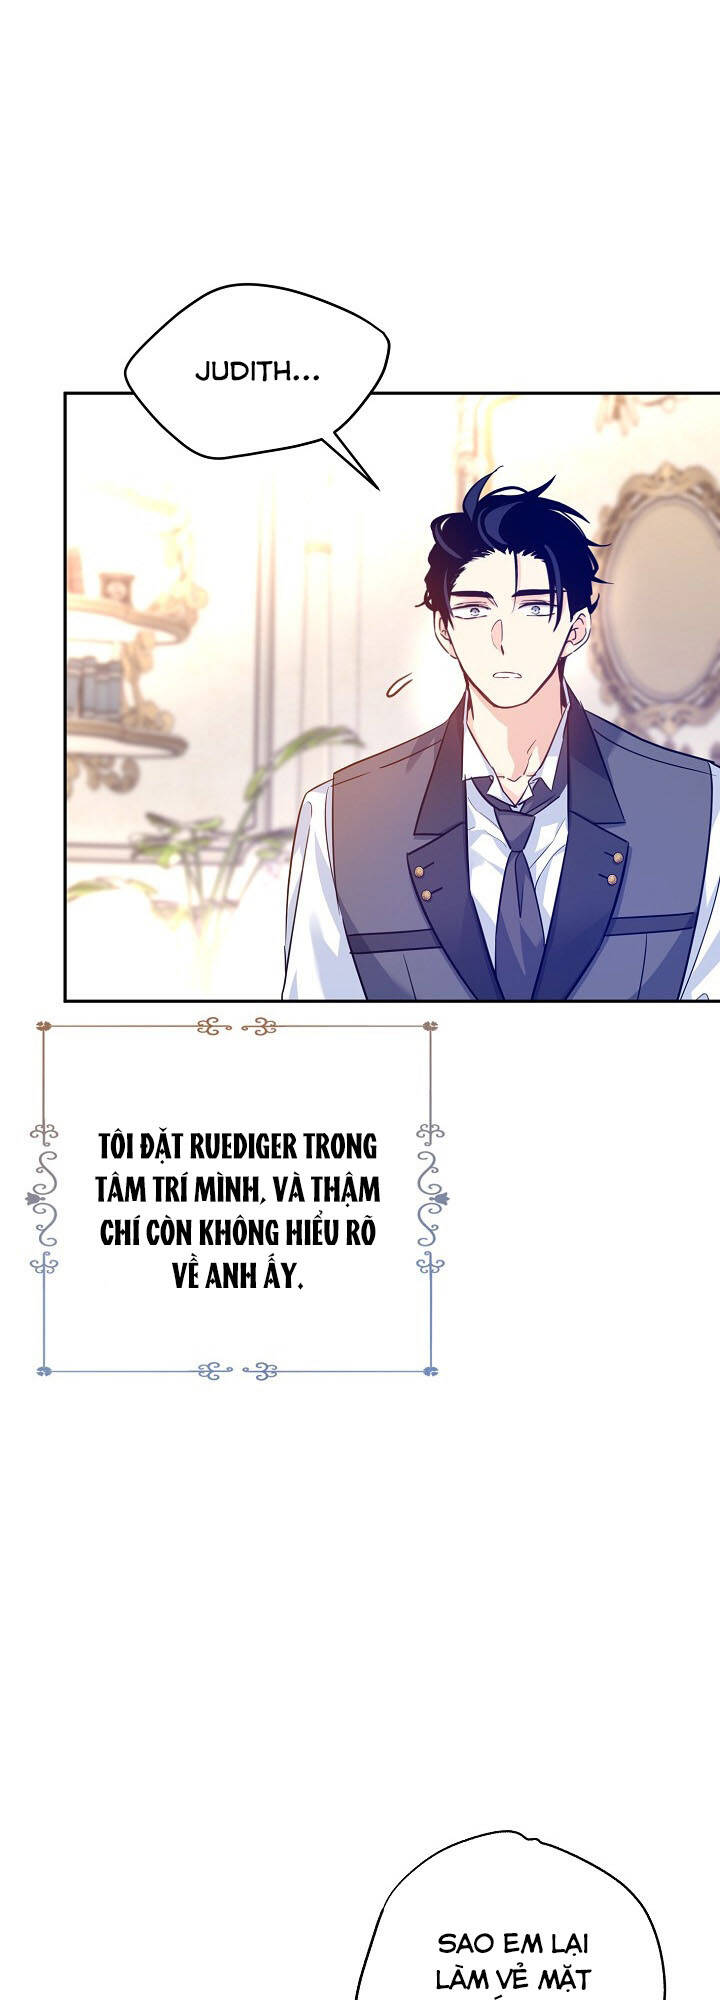 JUDITH...
TÔI ĐẶT RUEDIGER TRONG
TÂM TRÍ MÌNH, VÀ THẬM
CHÍ CÒN KHÔNG HIỂU RÕ
VỀ ANH ẤY.
SAO EM LẠI
LÀM VẺ MẶT